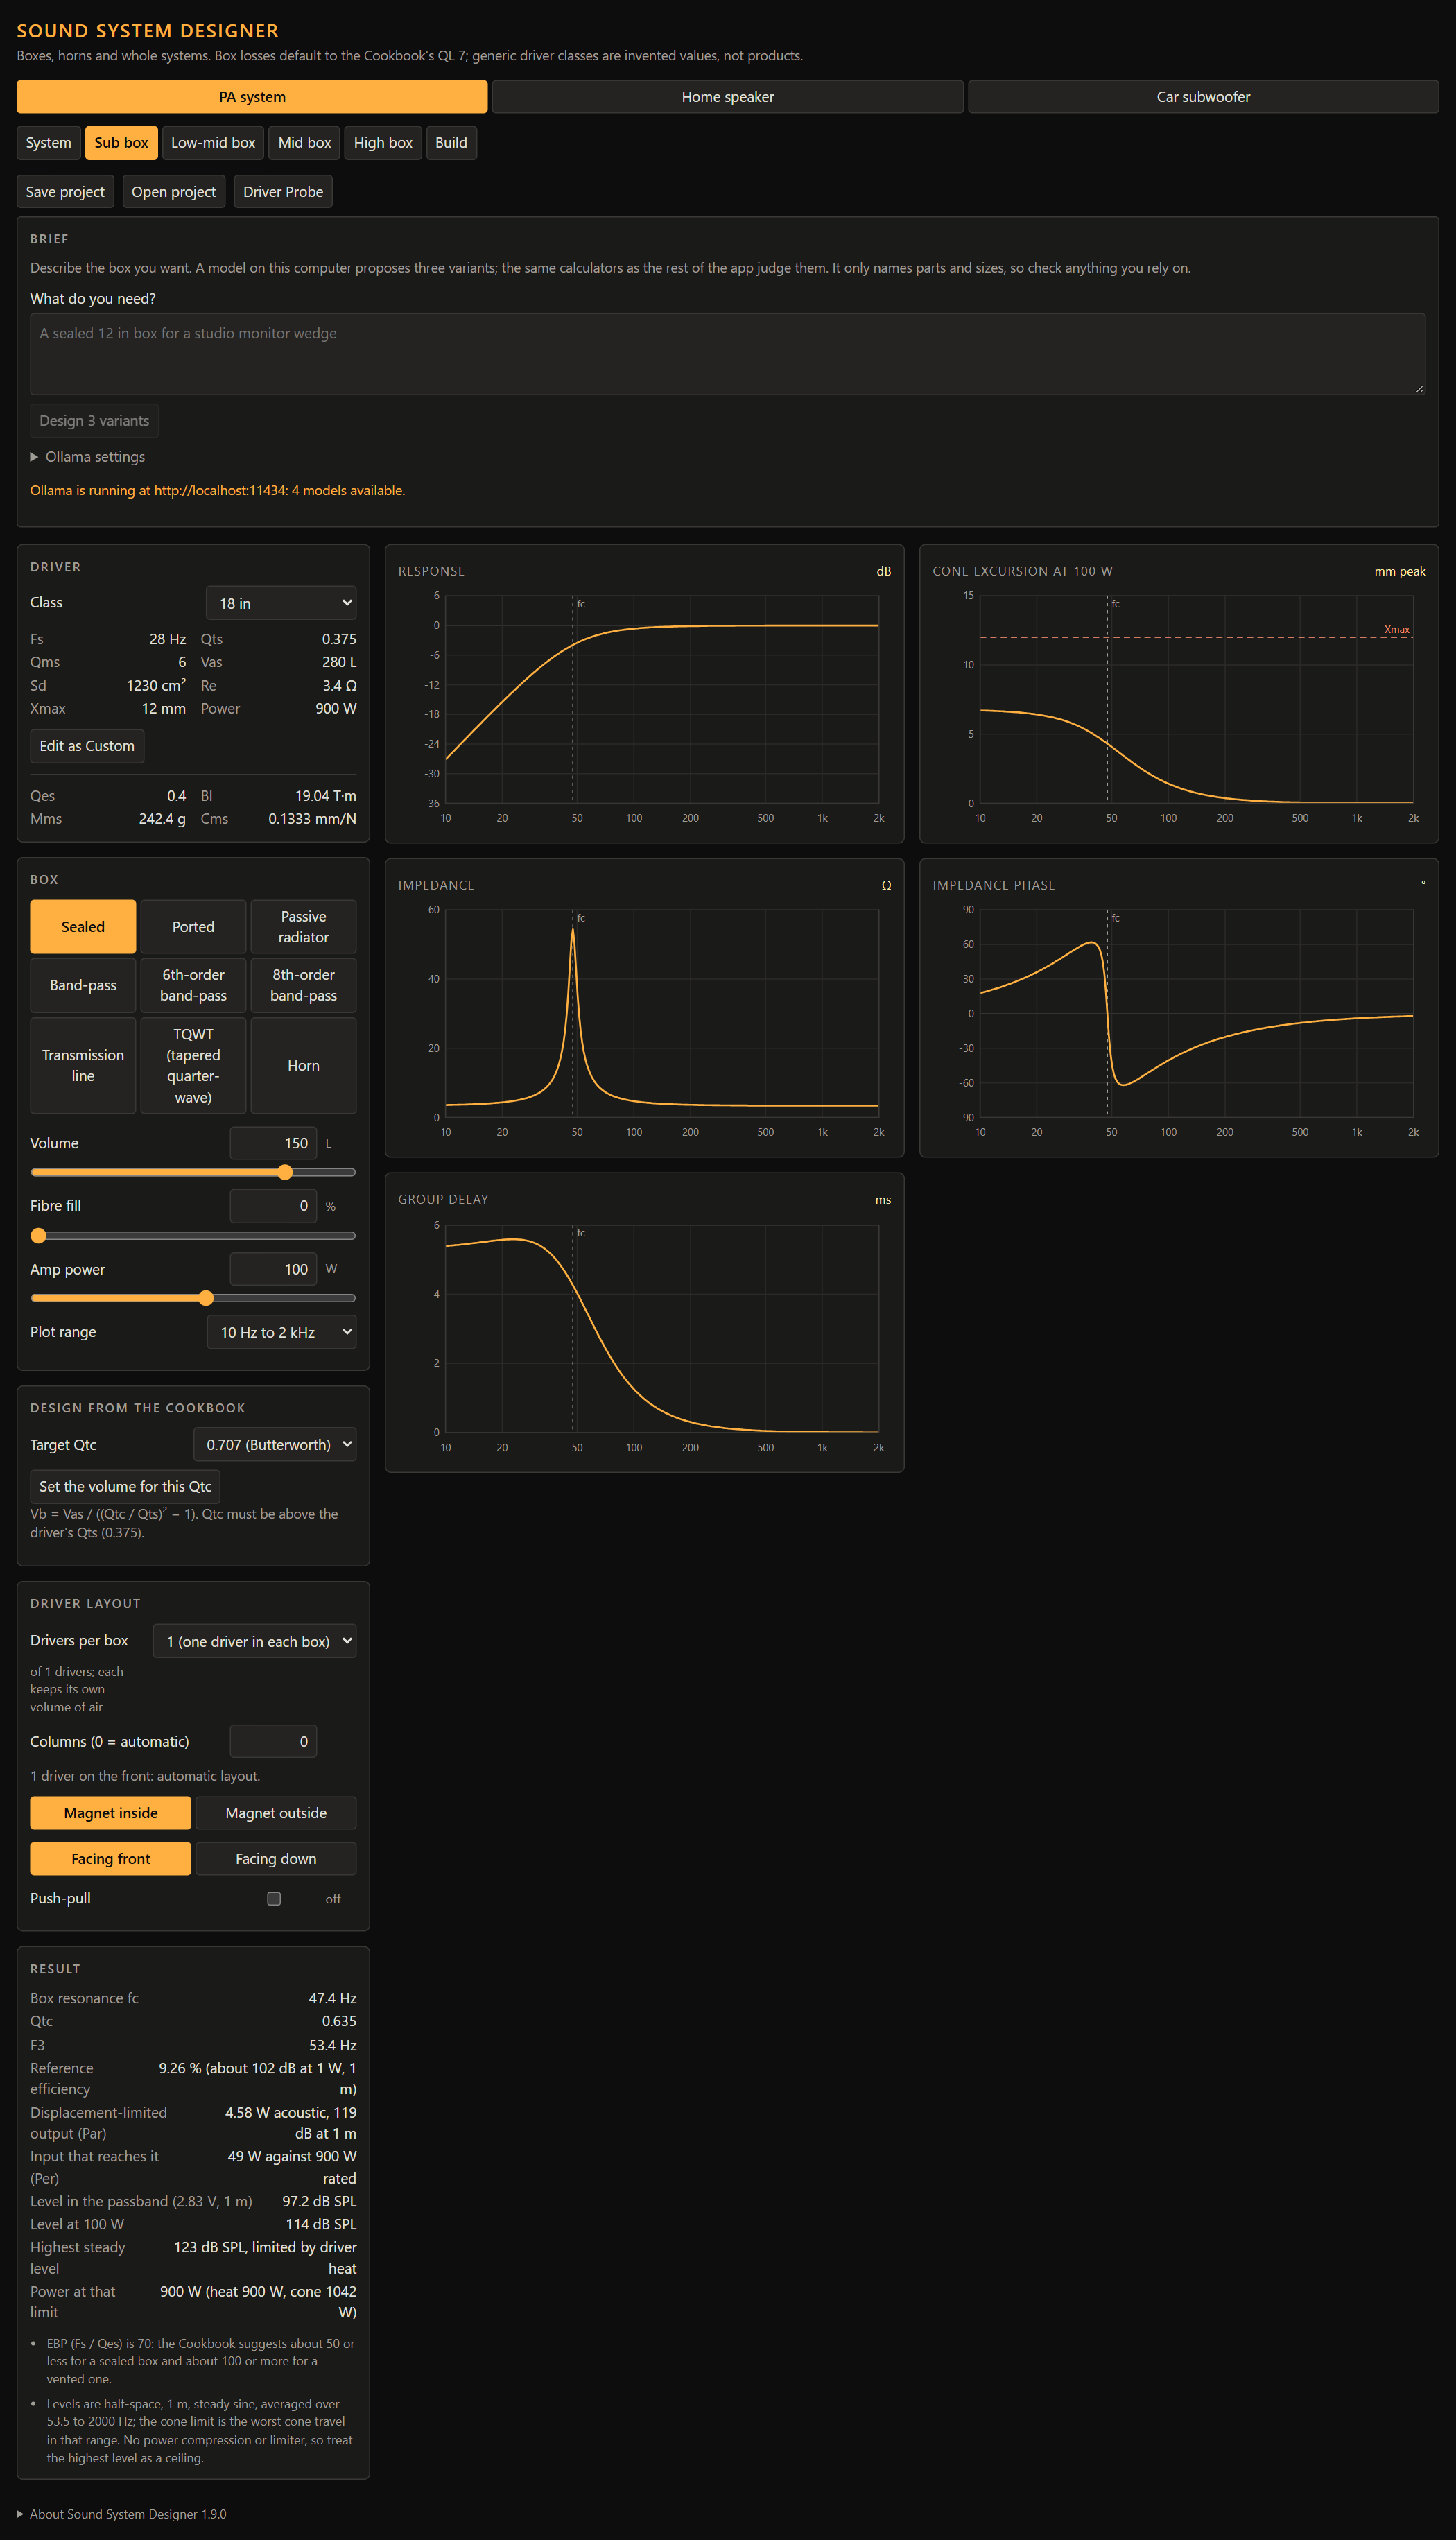 SOUND SYSTEM DESIGNER
Boxes, horns and whole systems. Box losses default to the Cookbook's QL 7; generic driver classes are invented values, not products.
PA system
Home speaker
Car subwoofer
System
Sub box
Low-mid box
Mid box
High box
Build
Save project
Open project
Driver Probe
BRIEF
Describe the box you want. A model on this computer proposes three variants; the same calculators as the rest of the app judge them. It only names parts and sizes, so check anything you rely on.
What do you need?
A sealed 12 in box for a studio monitor wedge
Design 3 variants
Ollama settings
Ollama is running at http://localhost:11434: 4 models available.
DRIVER
Class 18 in
Fs 28 Hz Qts 0.375
Qms 6 Vas 280 L
Sd 1230 cm² Re 3.4 Ω
Xmax 12 mm Power 900 W
Edit as Custom
Qes 0.4 Bl 19.04 T·m
Mms 242.4 g Cms 0.1333 mm/N
BOX
Sealed
Ported
Passive
radiator
Band-pass
6th-order
band-pass
8th-order
band-pass
Transmission
line
TQWT
(tapered
quarter-
wave)
Horn
Volume 150 L
Fibre fill 0 %
Amp power 100 W
Plot range 10 Hz to 2 kHz
DESIGN FROM THE COOKBOOK
Target Qtc 0.707 (Butterworth)
Set the volume for this Qtc
Vb = Vas / ((Qtc / Qts)² − 1). Qtc must be above the
driver's Qts (0.375).
DRIVER LAYOUT
Drivers per box 1 (one driver in each box)
of 1 drivers; each
keeps its own
volume of air
Columns (0 = automatic) 0
1 driver on the front: automatic layout.
Magnet inside
Magnet outside
Facing front
Facing down
Push-pull off
RESULT
Box resonance fc 47.4 Hz
Qtc 0.635
F3 53.4 Hz
Reference 9.26 % (about 102 dB at 1 W, 1
efficiency m)
Displacement-limited 4.58 W acoustic, 119
output (Par) dB at 1 m
Input that reaches it 49 W against 900 W
(Per) rated
Level in the passband (2.83 V, 1 m) 97.2 dB SPL
Level at 100 W 114 dB SPL
Highest steady 123 dB SPL, limited by driver
level heat
Power at that 900 W (heat 900 W, cone 1042
limit W)
• EBP (Fs / Qes) is 70: the Cookbook suggests about 50 or
less for a sealed box and about 100 or more for a
vented one.
• Levels are half-space, 1 m, steady sine, averaged over
53.5 to 2000 Hz; the cone limit is the worst cone travel
in that range. No power compression or limiter, so treat
the highest level as a ceiling.
RESPONSE dB
fc
6
0
-6
-12
-18
-24
-30
-36
10 20 50 100 200 500 1k 2k
CONE EXCURSION AT 100 W mm peak
fc
Xmax
15
10
5
0
10 20 50 100 200 500 1k 2k
IMPEDANCE Ω
fc
60
40
20
0
10 20 50 100 200 500 1k 2k
IMPEDANCE PHASE °
fc
90
60
30
0
-30
-60
-90
10 20 50 100 200 500 1k 2k
GROUP DELAY ms
fc
6
4
2
0
10 20 50 100 200 500 1k 2k
About Sound System Designer 1.9.0